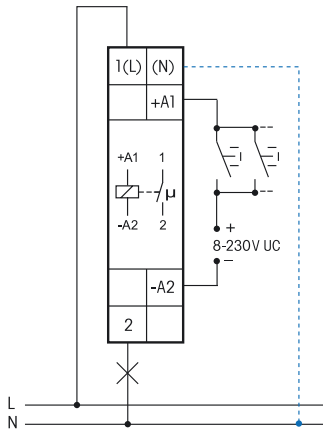 1(L) (N)
+A1
+A1 1
µ
-A2 2
+
8-230V UC
–
-A2
2
L
N